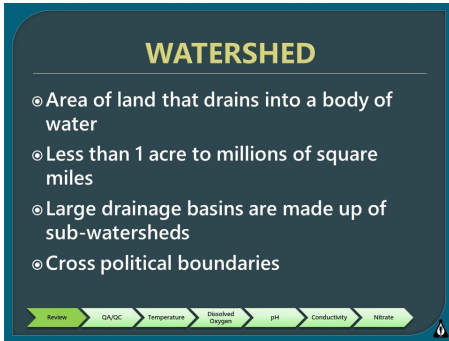 WATERSHED
Area of land that drains into a body of
water
Less than 1 acre to millions of square
miles
Large drainage basins are made up of
sub-watersheds
Cross political boundaries
Review
QA/QC
Temperature
Dissolved
Oxygen
pH
Conductivity
Nitrate